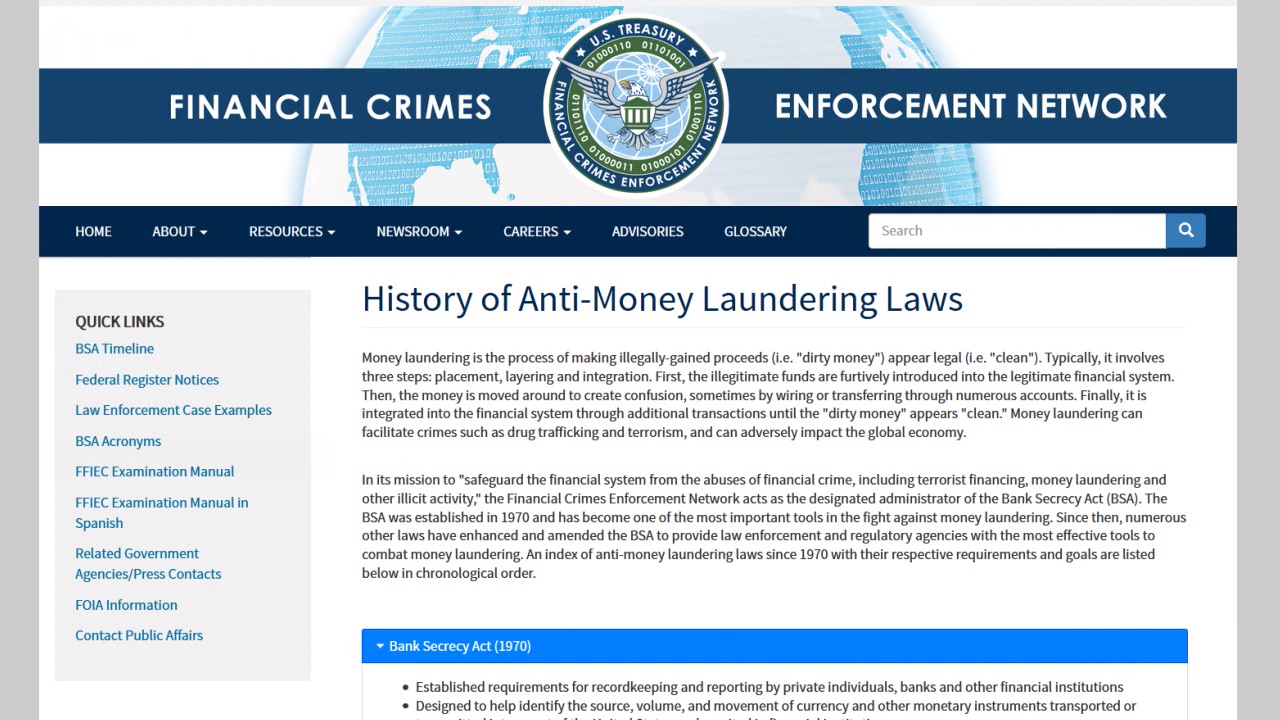 FINANCIAL CRIMES
U.S. TREASURY
01000110 01101001
01101110
01000011 01000101
FINANCIAL CRIMES ENFORCEMENT NETWORK
ENFORCEMENT NETWORK
HOME ABOUT RESOURCES NEWSROOM CAREERS ADVISORIES GLOSSARY Search
QUICK LINKS
BSA Timeline
Federal Register Notices
Law Enforcement Case Examples
BSA Acronyms
FFIEC Examination Manual
FFIEC Examination Manual in
Spanish
Related Government
Agencies/Press Contacts
FOIA Information
Contact Public Affairs
History of Anti-Money Laundering Laws
Money laundering is the process of making illegally-gained proceeds (i.e. "dirty money") appear legal (i.e. "clean"). Typically, it involves
three steps: placement, layering and integration. First, the illegitimate funds are furtively introduced into the legitimate financial system.
Then, the money is moved around to create confusion, sometimes by wiring or transferring through numerous accounts. Finally, it is
integrated into the financial system through additional transactions until the "dirty money" appears "clean." Money laundering can
facilitate crimes such as drug trafficking and terrorism, and can adversely impact the global economy.
In its mission to "safeguard the financial system from the abuses of financial crime, including terrorist financing, money laundering and
other illicit activity," the Financial Crimes Enforcement Network acts as the designated administrator of the Bank Secrecy Act (BSA). The
BSA was established in 1970 and has become one of the most important tools in the fight against money laundering. Since then, numerous
other laws have enhanced and amended the BSA to provide law enforcement and regulatory agencies with the most effective tools to
combat money laundering. An index of anti-money laundering laws since 1970 with their respective requirements and goals are listed
below in chronological order.
Bank Secrecy Act (1970)
• Established requirements for recordkeeping and reporting by private individuals, banks and other financial institutions
• Designed to help identify the source, volume, and movement of currency and other monetary instruments transported or